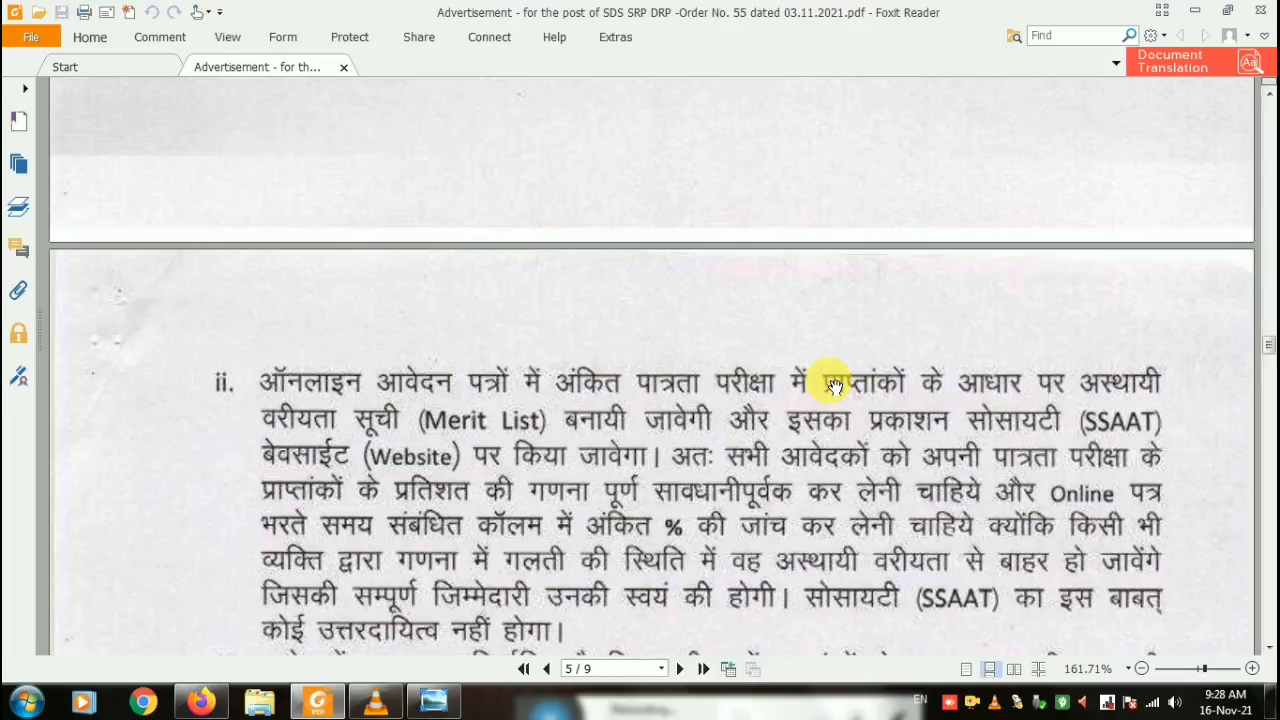 Advertisement - for the post of SDS SRP DRP -Order No. 55 dated 03.11.2021.pdf - Foxit Reader
File Home Comment View Form Protect Share Connect Help Extras Find
Start Advertisement - for th... Document
Translation
ii. ऑनलाइन आवेदन पत्रों में अंकित पात्रता परीक्षा में प्राप्तांकों के आधार पर अस्थायी
वरीयता सूची (Merit List) बनायी जावेगी और इसका प्रकाशन सोसायटी (SSAAT)
बेवसाईट (Website) पर किया जावेगा। अतः सभी आवेदकों को अपनी पात्रता परीक्षा के
प्राप्तांकों के प्रतिशत की गणना पूर्ण सावधानीपूर्वक कर लेनी चाहिये और Online पत्र
भरते समय संबंधित कॉलम में अंकित % की जांच कर लेनी चाहिये क्योंकि किसी भी
व्यक्ति द्वारा गणना में गलती की स्थिति में वह अस्थायी वरीयता से बाहर हो जावेंगे
जिसकी सम्पूर्ण जिम्मेदारी उनकी स्वयं की होगी। सोसायटी (SSAAT) का इस बाबत्
कोई उत्तरदायित्व नहीं होगा।
5 / 9 161.71%
EN 9:28 AM
16-Nov-21